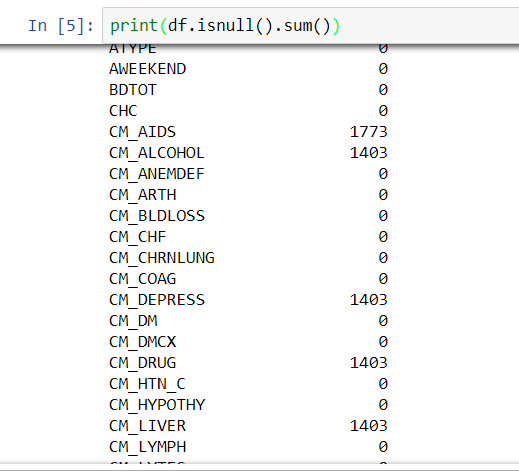 In [5]: print(df.isnull().sum())
ATYPE 0
AWEEKEND 0
BDTOT 0
CHC 0
CM_AIDS 1773
CM_ALCOHOL 1403
CM_ANEMDEF 0
CM_ARTH 0
CM_BLDLOSS 0
CM_CHF 0
CM_CHRNLUNG 0
CM_COAG 0
CM_DEPRESS 1403
CM_DM 0
CM_DMCX 0
CM_DRUG 1403
CM_HTN_C 0
CM_HYPOTHY 0
CM_LIVER 1403
CM_LYMPH 0